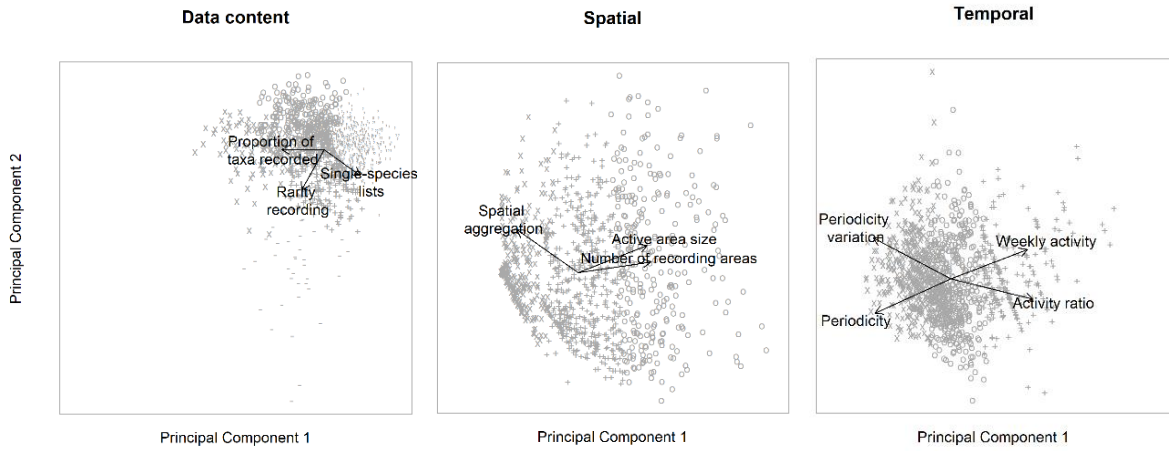 Data content
Spatial
Temporal
Principal Component 2
Proportion of
taxa recorded
Single-species
lists
Rarity
recording
Spatial
aggregation
Active area size
Number of recording areas
Periodicity
variation
Weekly activity
Periodicity
Activity ratio
Principal Component 1
Principal Component 1
Principal Component 1